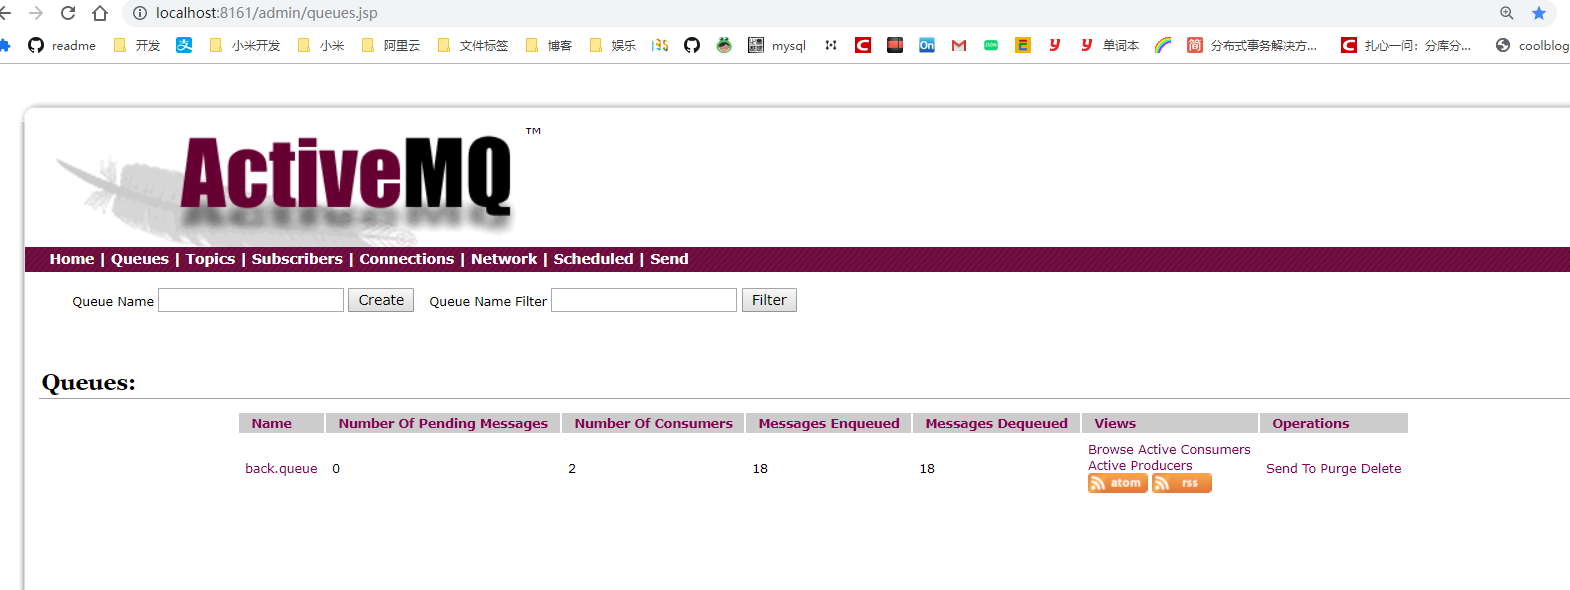 localhost:8161/admin/queues.jsp
readme 开发 小米开发 小米 阿里云 文件标签 博客 娱乐 mysql On 单词本 简 分布式事务解决方... 扎心一问：分库分... coolblog
ActiveMQ™
Home | Queues | Topics | Subscribers | Connections | Network | Scheduled | Send
Queue Name Create Queue Name Filter Filter
Queues:
Name Number Of Pending Messages Number Of Consumers Messages Enqueued Messages Dequeued Views Operations
back.queue 0 2 18 18 Browse Active Consumers
Active Producers
atom rss
Send To Purge Delete